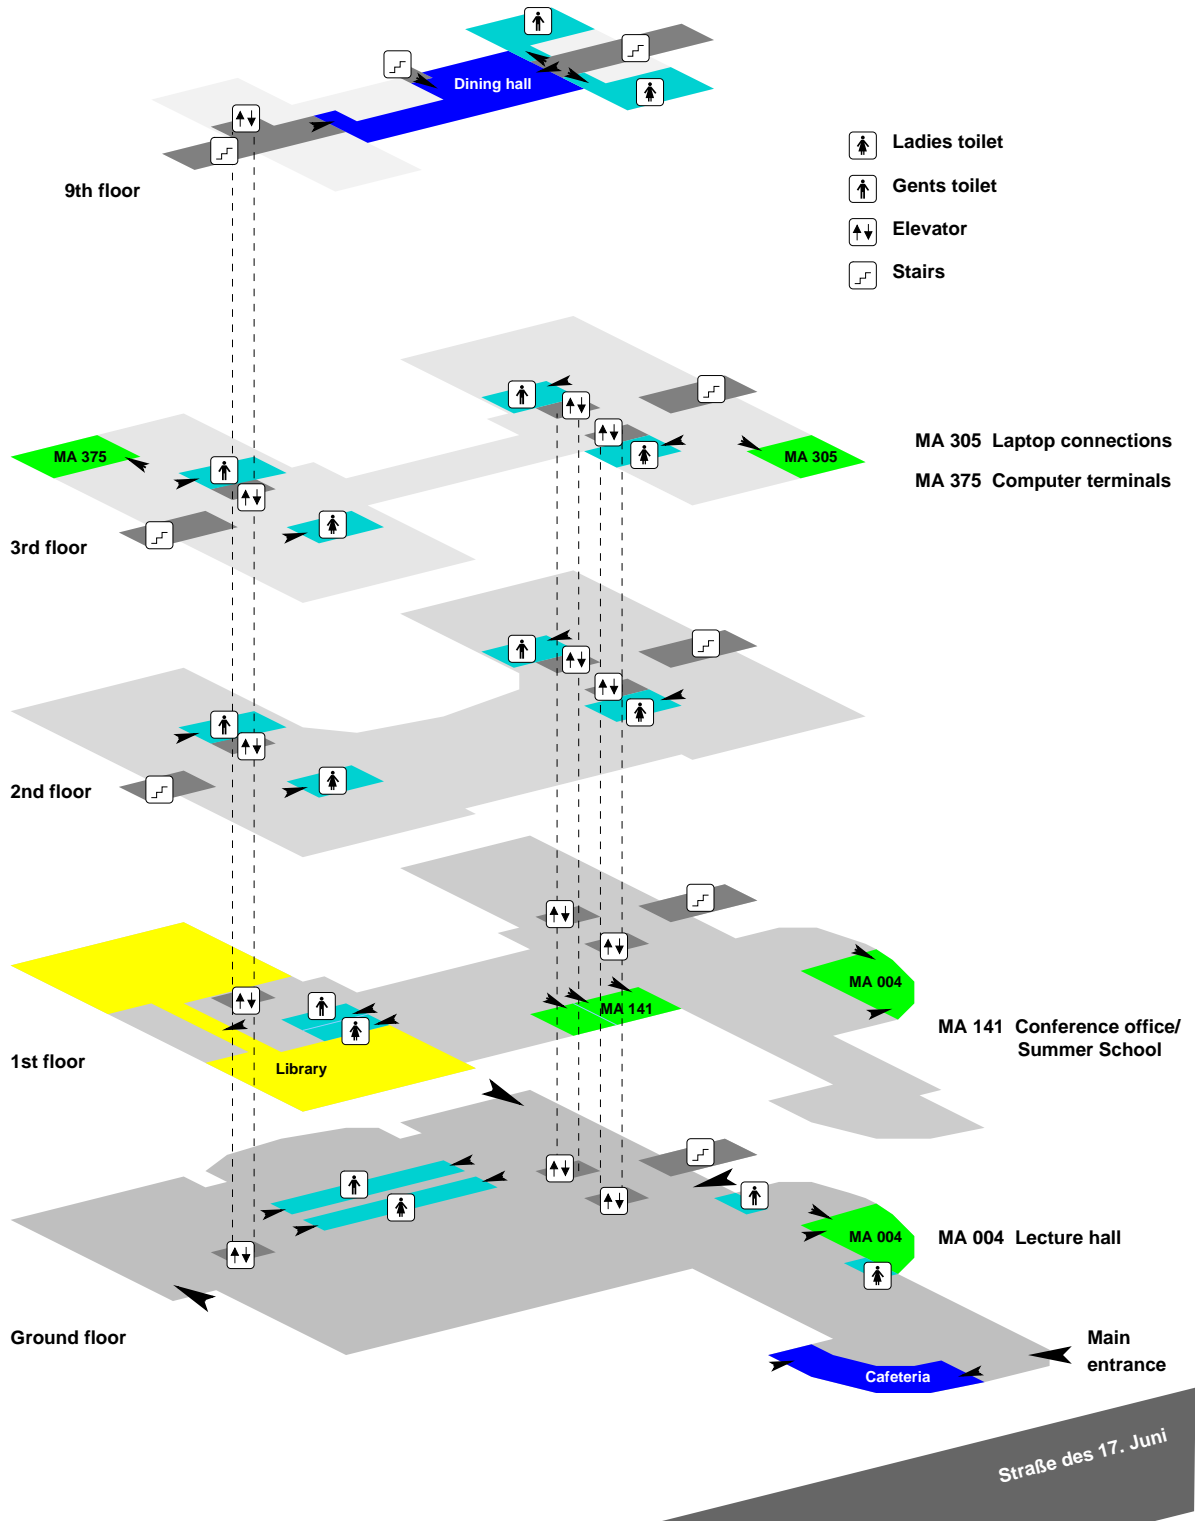 Dining hall
9th floor
Ladies toilet
Gents toilet
Elevator
Stairs
MA 375
MA 305
MA 305 Laptop connections
MA 375 Computer terminals
3rd floor
2nd floor
MA 004
MA 141
MA 141 Conference office/
Summer School
1st floor
Library
MA 004
MA 004 Lecture hall
Ground floor
Main
entrance
Cafeteria
Straße des 17. Juni